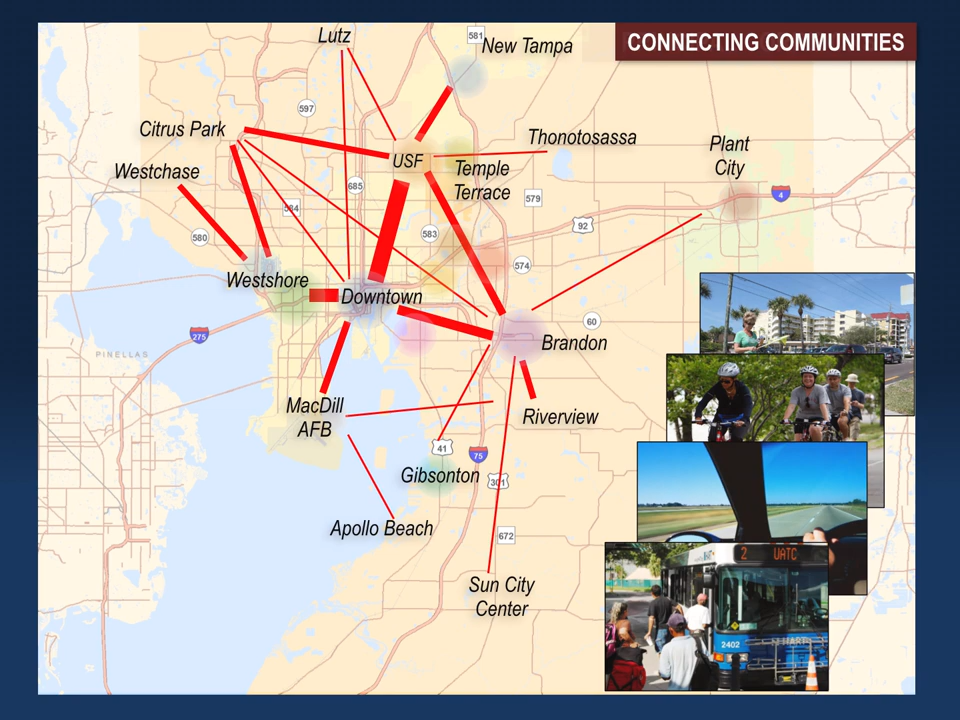 Lutz
581
New Tampa
CONNECTING COMMUNITIES
597
Citrus Park
Thonotosassa
USF
Plant
City
Westchase
Temple
Terrace
685
579
4
584
92
580
583
574
Westshore
Downtown
60
275
Brandon
PINELLAS
MacDill
AFB
Riverview
41
75
Gibsonton
301
Apollo Beach
672
2 UATC
Sun City
Center
2402
HART